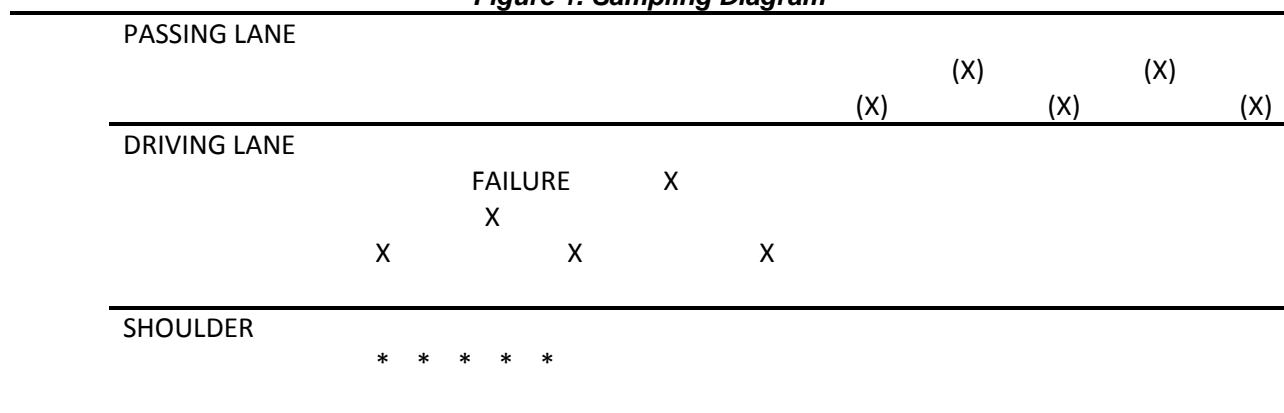 Figure 1. Sampling Diagram
PASSING LANE
(X) (X)
(X) (X) (X)
DRIVING LANE
FAILURE X
X
X X X
SHOULDER
* * * * *